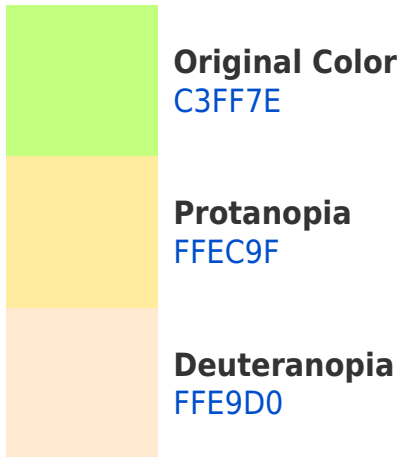 Original Color
C3FF7E
Protanopia
FFEC9F
Deuteranopia
FFE9D0